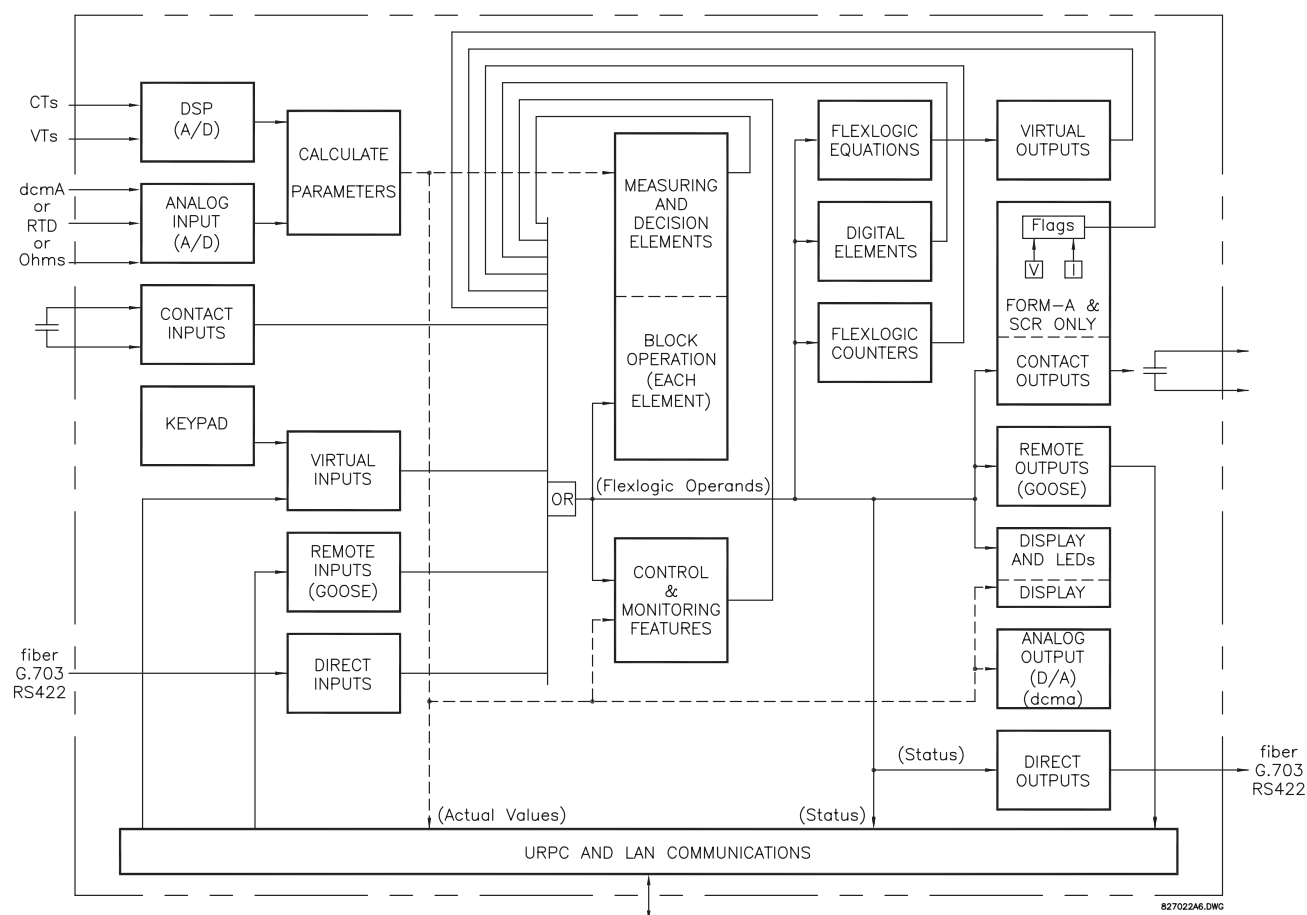 CTs
VTs
dcmA
or
RTD
or
Ohms
DSP
(A/D)
ANALOG
INPUT
(A/D)
CALCULATE
PARAMETERS
CONTACT
INPUTS
KEYPAD
VIRTUAL
INPUTS
REMOTE
INPUTS
(GOOSE)
fiber
G.703
RS422
DIRECT
INPUTS
MEASURING
AND
DECISION
ELEMENTS
BLOCK
OPERATION
(EACH
ELEMENT)
OR
(Flexlogic Operands)
CONTROL
&
MONITORING
FEATURES
FLEXLOGIC
EQUATIONS
DIGITAL
ELEMENTS
FLEXLOGIC
COUNTERS
VIRTUAL
OUTPUTS
Flags
V
I
FORM-A &
SCR ONLY
CONTACT
OUTPUTS
REMOTE
OUTPUTS
(GOOSE)
DISPLAY
AND LEDs
DISPLAY
ANALOG
OUTPUT
(D/A)
(dcma)
(Status)
DIRECT
OUTPUTS
fiber
G.703
RS422
(Actual Values)
(Status)
URPC AND LAN COMMUNICATIONS
827022A6.DWG